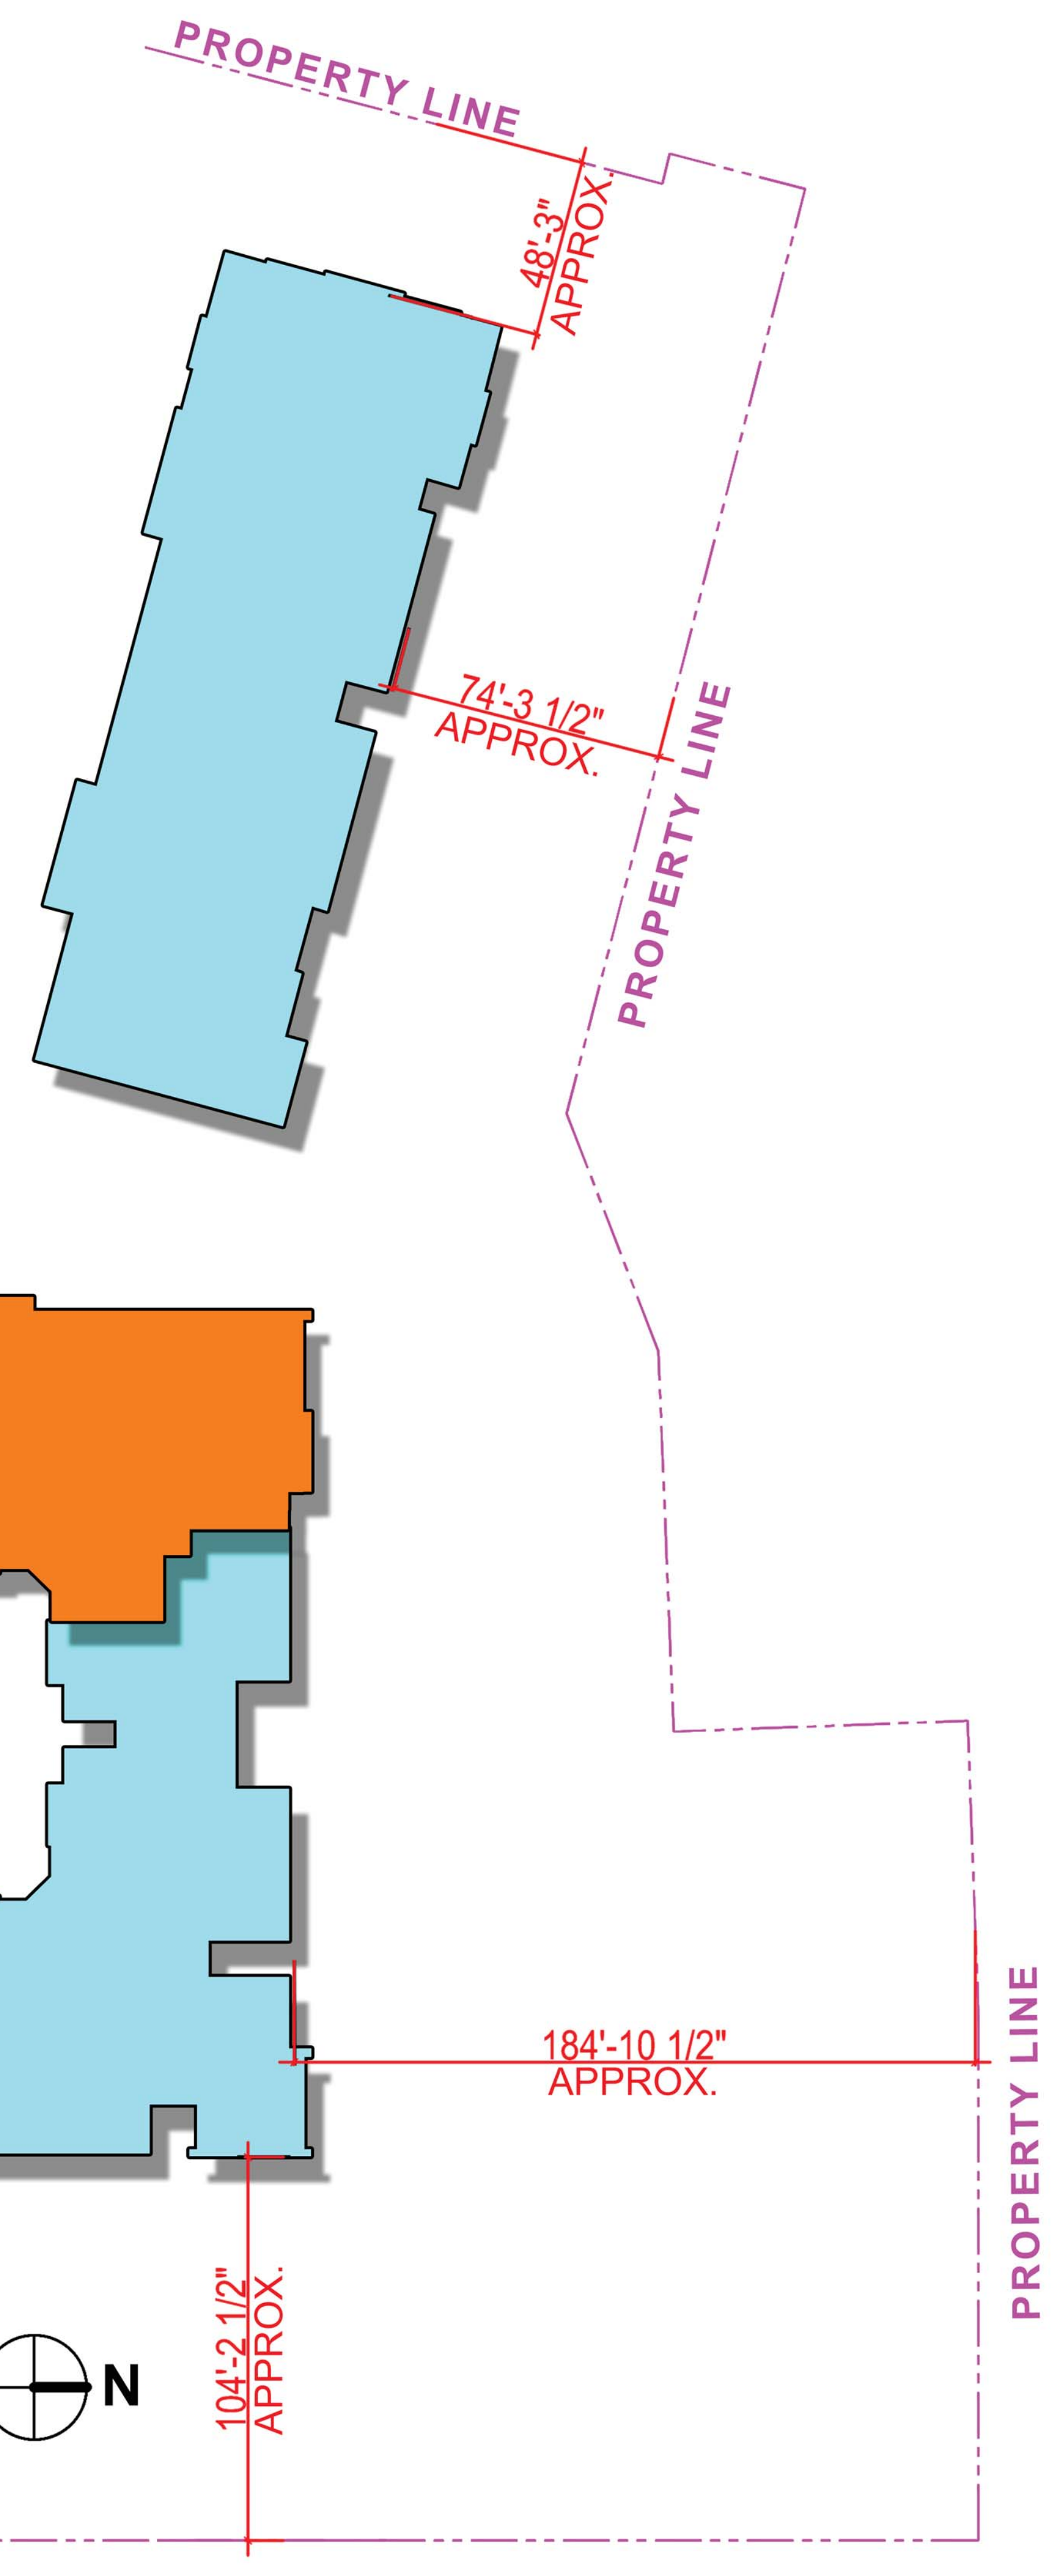 PROPERTY LINE
48'-3"
APPROX.
74'-3 1/2"
APPROX.
PROPERTY LINE
184'-10 1/2"
APPROX.
PROPERTY LINE
104'-2 1/2"
APPROX.
N